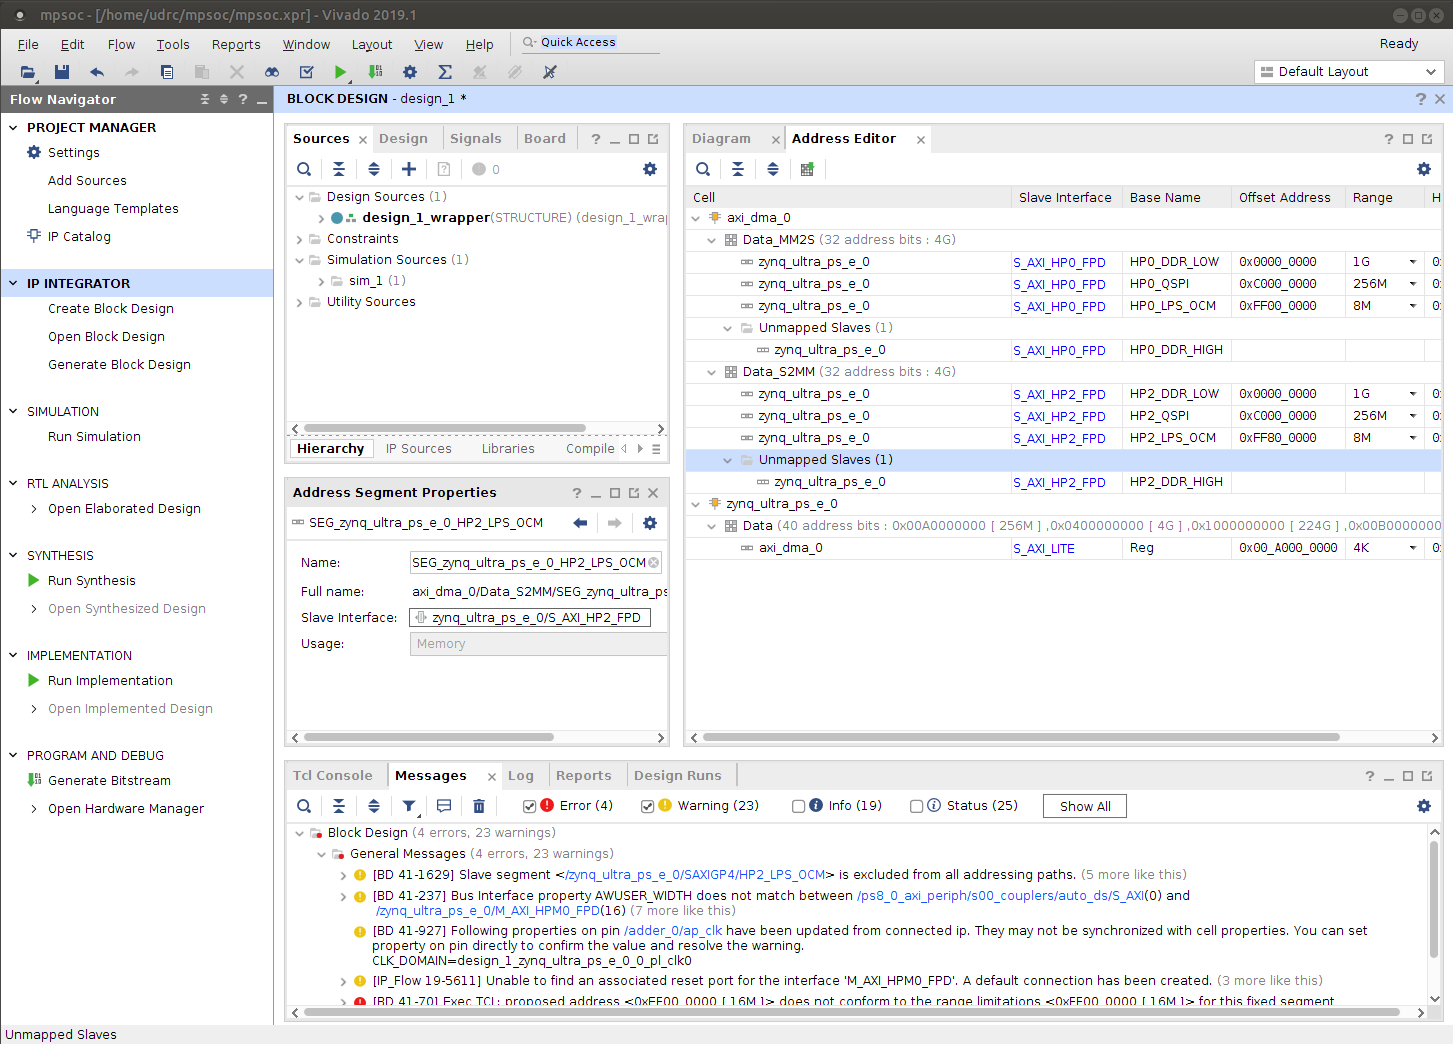 mpsoc - [/home/udrc/mpsoc/mpsoc.xpr] - Vivado 2019.1
File Edit Flow Tools Reports Window Layout View Help Quick Access Ready
Default Layout
Flow Navigator
PROJECT MANAGER
Settings
Add Sources
Language Templates
IP Catalog
IP INTEGRATOR
Create Block Design
Open Block Design
Generate Block Design
SIMULATION
Run Simulation
RTL ANALYSIS
Open Elaborated Design
SYNTHESIS
Run Synthesis
Open Synthesized Design
IMPLEMENTATION
Run Implementation
Open Implemented Design
PROGRAM AND DEBUG
Generate Bitstream
Open Hardware Manager
BLOCK DESIGN - design_1 *
Sources Design Signals Board
0
Design Sources (1)
design_1_wrapper(STRUCTURE) (design_1_wrap
Constraints
Simulation Sources (1)
sim_1 (1)
Utility Sources
Hierarchy IP Sources Libraries Compile
Address Segment Properties
SEG_zynq_ultra_ps_e_0_HP2_LPS_OCM
Name: SEG_zynq_ultra_ps_e_0_HP2_LPS_OCM
Full name: axi_dma_0/Data_S2MM/SEG_zynq_ultra_ps
Slave Interface: zynq_ultra_ps_e_0/S_AXI_HP2_FPD
Usage: Memory
Diagram Address Editor
Cell Slave Interface Base Name Offset Address Range H
axi_dma_0
Data_MM2S (32 address bits : 4G)
zynq_ultra_ps_e_0 S_AXI_HP0_FPD HP0_DDR_LOW 0x0000_0000 1G 0:
zynq_ultra_ps_e_0 S_AXI_HP0_FPD HP0_QSPI 0xC000_0000 256M 0:
zynq_ultra_ps_e_0 S_AXI_HP0_FPD HP0_LPS_OCM 0xFF00_0000 8M 0:
Unmapped Slaves (1)
zynq_ultra_ps_e_0 S_AXI_HP0_FPD HP0_DDR_HIGH
Data_S2MM (32 address bits : 4G)
zynq_ultra_ps_e_0 S_AXI_HP2_FPD HP2_DDR_LOW 0x0000_0000 1G 0:
zynq_ultra_ps_e_0 S_AXI_HP2_FPD HP2_QSPI 0xC000_0000 256M 0:
zynq_ultra_ps_e_0 S_AXI_HP2_FPD HP2_LPS_OCM 0xFF80_0000 8M 0:
Unmapped Slaves (1)
zynq_ultra_ps_e_0 S_AXI_HP2_FPD HP2_DDR_HIGH
zynq_ultra_ps_e_0
Data (40 address bits : 0x00A0000000 [ 256M ] ,0x0400000000 [ 4G ] ,0x1000000000 [ 224G ] ,0x00B0000000
axi_dma_0 S_AXI_LITE Reg 0x00_A000_0000 4K 0:
Tcl Console Messages Log Reports Design Runs
Error (4) Warning (23) Info (19) Status (25) Show All
Block Design (4 errors, 23 warnings)
General Messages (4 errors, 23 warnings)
[BD 41-1629] Slave segment </zynq_ultra_ps_e_0/SAXIGP4/HP2_LPS_OCM> is excluded from all addressing paths. (5 more like this)
[BD 41-237] Bus Interface property AWUSER_WIDTH does not match between /ps8_0_axi_periph/s00_couplers/auto_ds/S_AXI(0) and
/zynq_ultra_ps_e_0/M_AXI_HPM0_FPD(16) (7 more like this)
[BD 41-927] Following properties on pin /adder_0/ap_clk have been updated from connected ip. They may not be synchronized with cell properties. You can set
property on pin directly to confirm the value and resolve the warning.
CLK_DOMAIN=design_1_zynq_ultra_ps_e_0_0_pl_clk0
[IP_Flow 19-5611] Unable to find an associated reset port for the interface 'M_AXI_HPM0_FPD'. A default connection has been created. (3 more like this)
[BD 41-70] Exec TCL: proposed address <0xFF00_0000 [ 16M ]> does not conform to the range limitations <0xFF00_0000 [ 16M ]> for this fixed segment
Unmapped Slaves